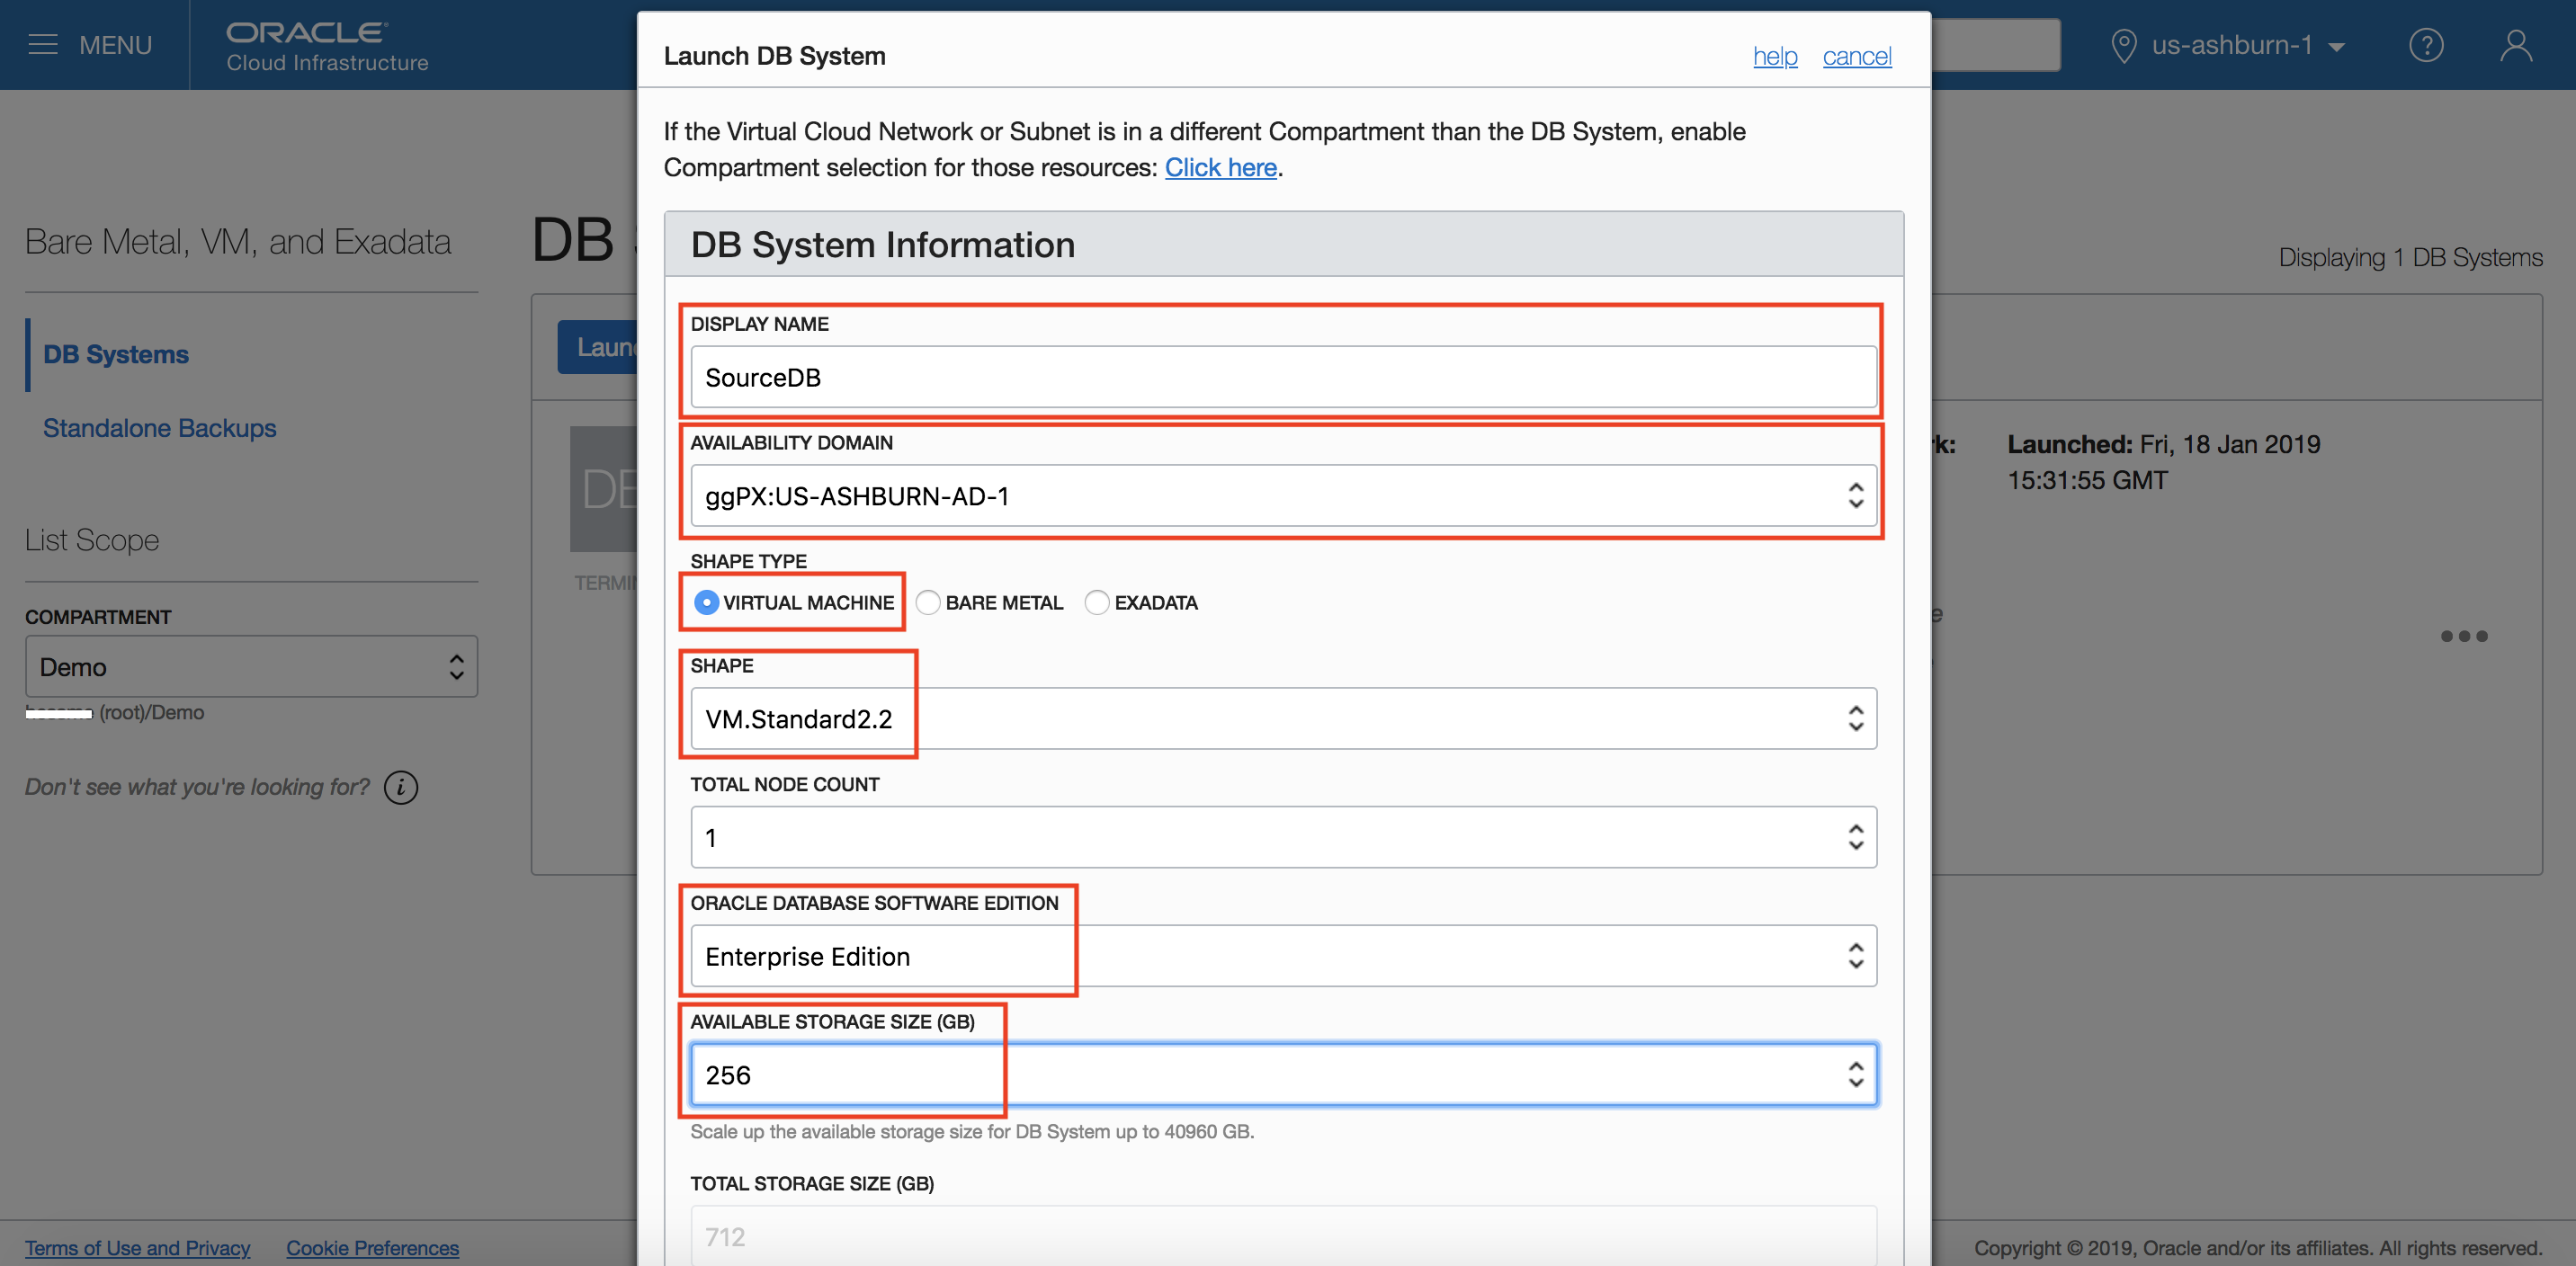 MENU
ORACLE
Cloud Infrastructure
us-ashburn-1
Launch DB System
help
cancel
If the Virtual Cloud Network or Subnet is in a different Compartment than the DB System, enable
Compartment selection for those resources: Click here.
Bare Metal, VM, and Exadata
DB Systems
Standalone Backups
List Scope
COMPARTMENT
Demo
(root)/Demo
Don't see what you're looking for?
DB
Displaying 1 DB Systems
Launched: Fri, 18 Jan 2019
15:31:55 GMT
DB System Information
DISPLAY NAME
SourceDB
AVAILABILITY DOMAIN
ggPX:US-ASHBURN-AD-1
SHAPE TYPE
VIRTUAL MACHINE
BARE METAL
EXADATA
SHAPE
VM.Standard2.2
TOTAL NODE COUNT
1
ORACLE DATABASE SOFTWARE EDITION
Enterprise Edition
AVAILABLE STORAGE SIZE (GB)
256
Scale up the available storage size for DB System up to 40960 GB.
TOTAL STORAGE SIZE (GB)
712
Terms of Use and Privacy
Cookie Preferences
Copyright © 2019, Oracle and/or its affiliates. All rights reserved.